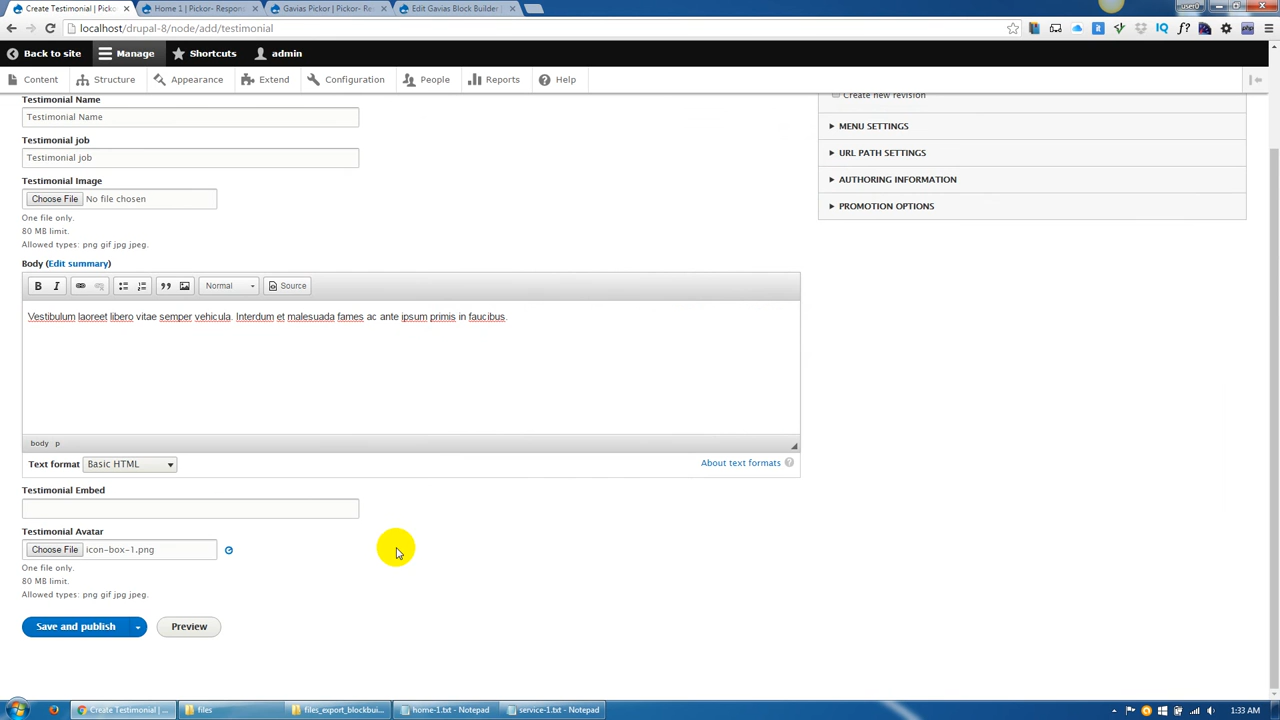 Create Testimonial | Picko
Home 1 | Pickor- Respon
Gavias Pickor | Pickor- Re
Edit Gavias Block Builder |
user0
localhost/drupal-8/node/add/testimonial
Back to site
Manage
Shortcuts
admin
Content
Structure
Appearance
Extend
Configuration
People
Reports
Help
Testimonial Name
Testimonial Name
Testimonial job
Testimonial job
Testimonial Image
Choose File No file chosen
One file only.
80 MB limit.
Allowed types: png gif jpg jpeg.
Body (Edit summary)
B I Normal Source
Vestibulum laoreet libero vitae semper vehicula. Interdum et malesuada fames ac ante ipsum primis in faucibus.
body p
Text format Basic HTML
About text formats ?
Testimonial Embed
Testimonial Avatar
Choose File icon-box-1.png
One file only.
80 MB limit.
Allowed types: png gif jpg jpeg.
Save and publish
Preview
Create new revision
MENU SETTINGS
URL PATH SETTINGS
AUTHORING INFORMATION
PROMOTION OPTIONS
Create Testimonial | ...
files
files_export_blockbui...
home-1.txt - Notepad
service-1.txt - Notepad
1:33 AM